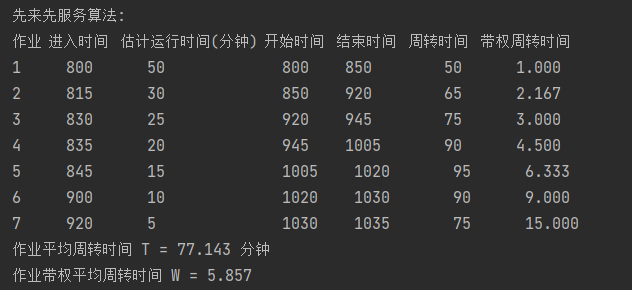 先来先服务算法:
作业 进入时间 估计运行时间(分钟) 开始时间 结束时间 周转时间 带权周转时间
1 800 50 800 850 50 1.000
2 815 30 850 920 65 2.167
3 830 25 920 945 75 3.000
4 835 20 945 1005 90 4.500
5 845 15 1005 1020 95 6.333
6 900 10 1020 1030 90 9.000
7 920 5 1030 1035 75 15.000
作业平均周转时间 T = 77.143 分钟
作业带权平均周转时间 W = 5.857